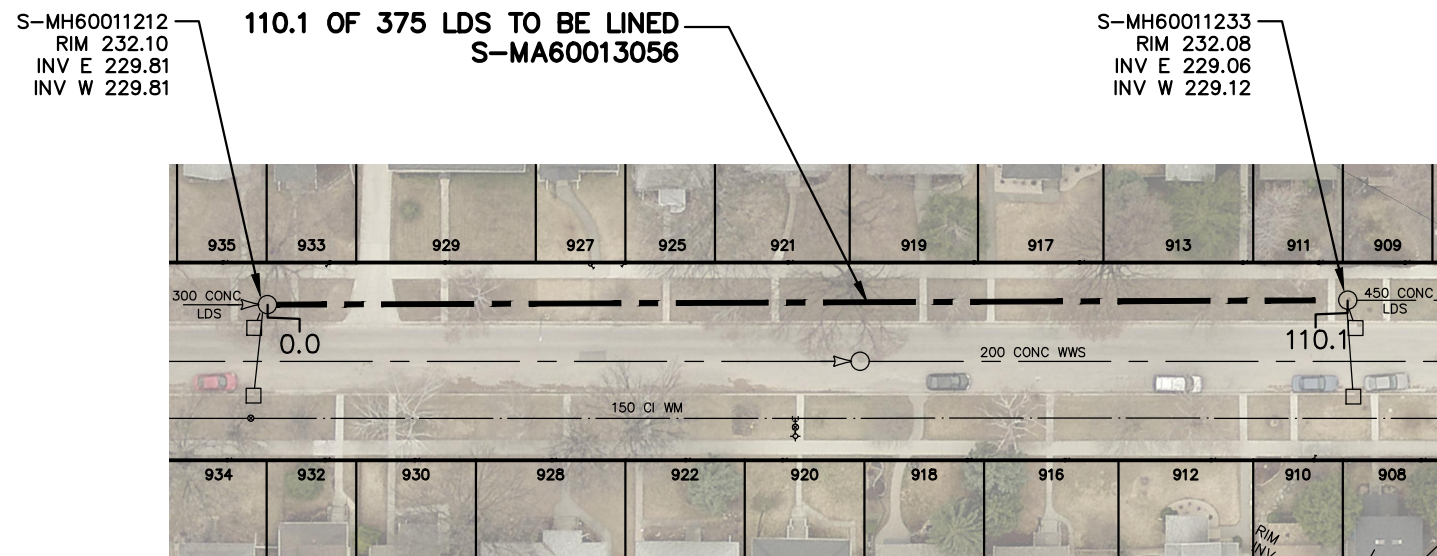 S-MH60011212
RIM 232.10
INV E 229.81
INV W 229.81
110.1 OF 375 LDS TO BE LINED
S-MA60013056
S-MH60011233
RIM 232.08
INV E 229.06
INV W 229.12
935 933 929 927 925 921 919 917 913 911 909
300 CONC
LDS
450 CONC
LDS
0.0
110.1
200 CONC WWS
150 CI WM
934 932 930 928 922 920 918 916 912 910 908
RIM
INV